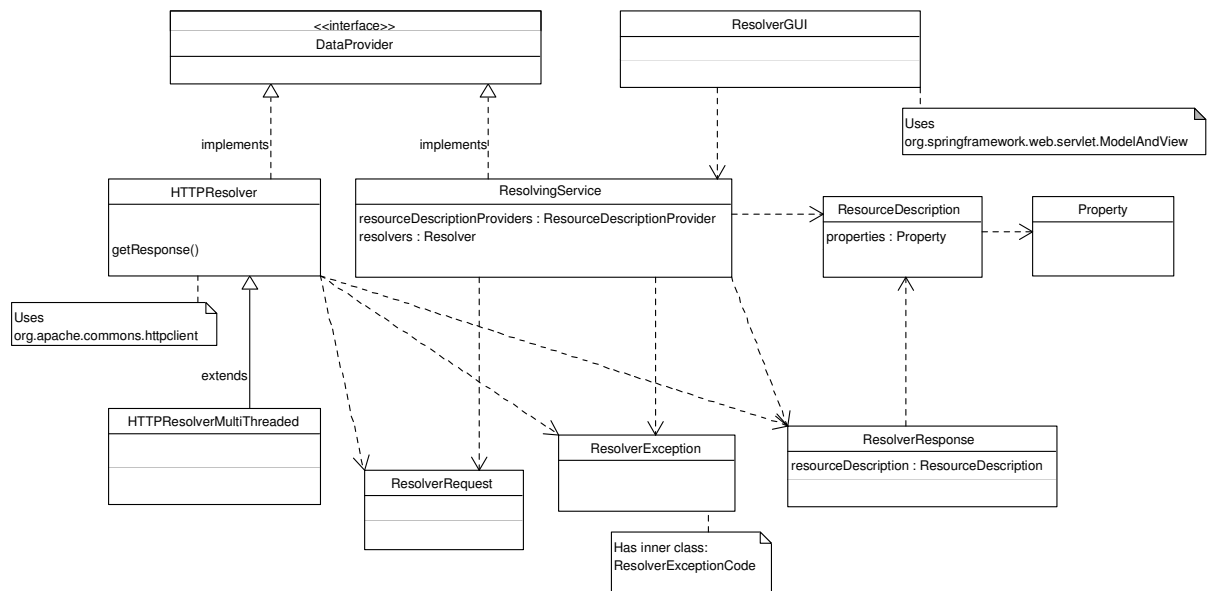 <<interface>>
DataProvider
ResolverGUI
Uses
org.springframework.web.servlet.ModelAndView
implements
implements
HTTPResolver
getResponse()
ResolvingService
resourceDescriptionProviders : ResourceDescriptionProvider
resolvers : Resolver
ResourceDescription
properties : Property
Property
Uses
org.apache.commons.httpclient
extends
HTTPResolverMultiThreaded
ResolverRequest
ResolverException
ResolverResponse
resourceDescription : ResourceDescription
Has inner class:
ResolverExceptionCode